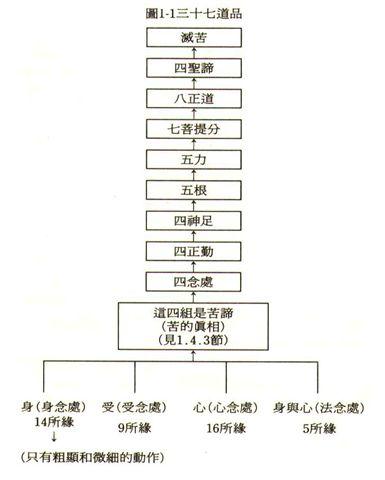 圖1-1三十七道品
滅苦
四聖諦
八正道
七菩提分
五力
五根
四神足
四正勤
四念處
這四組是苦諦
(苦的眞相)
(見1.4.3節)
身(身念處) 受(受念處) 心(心念處) 身與心(法念處)
14所緣 9所緣 16所緣 5所緣
(只有粗顯和微細的動作)